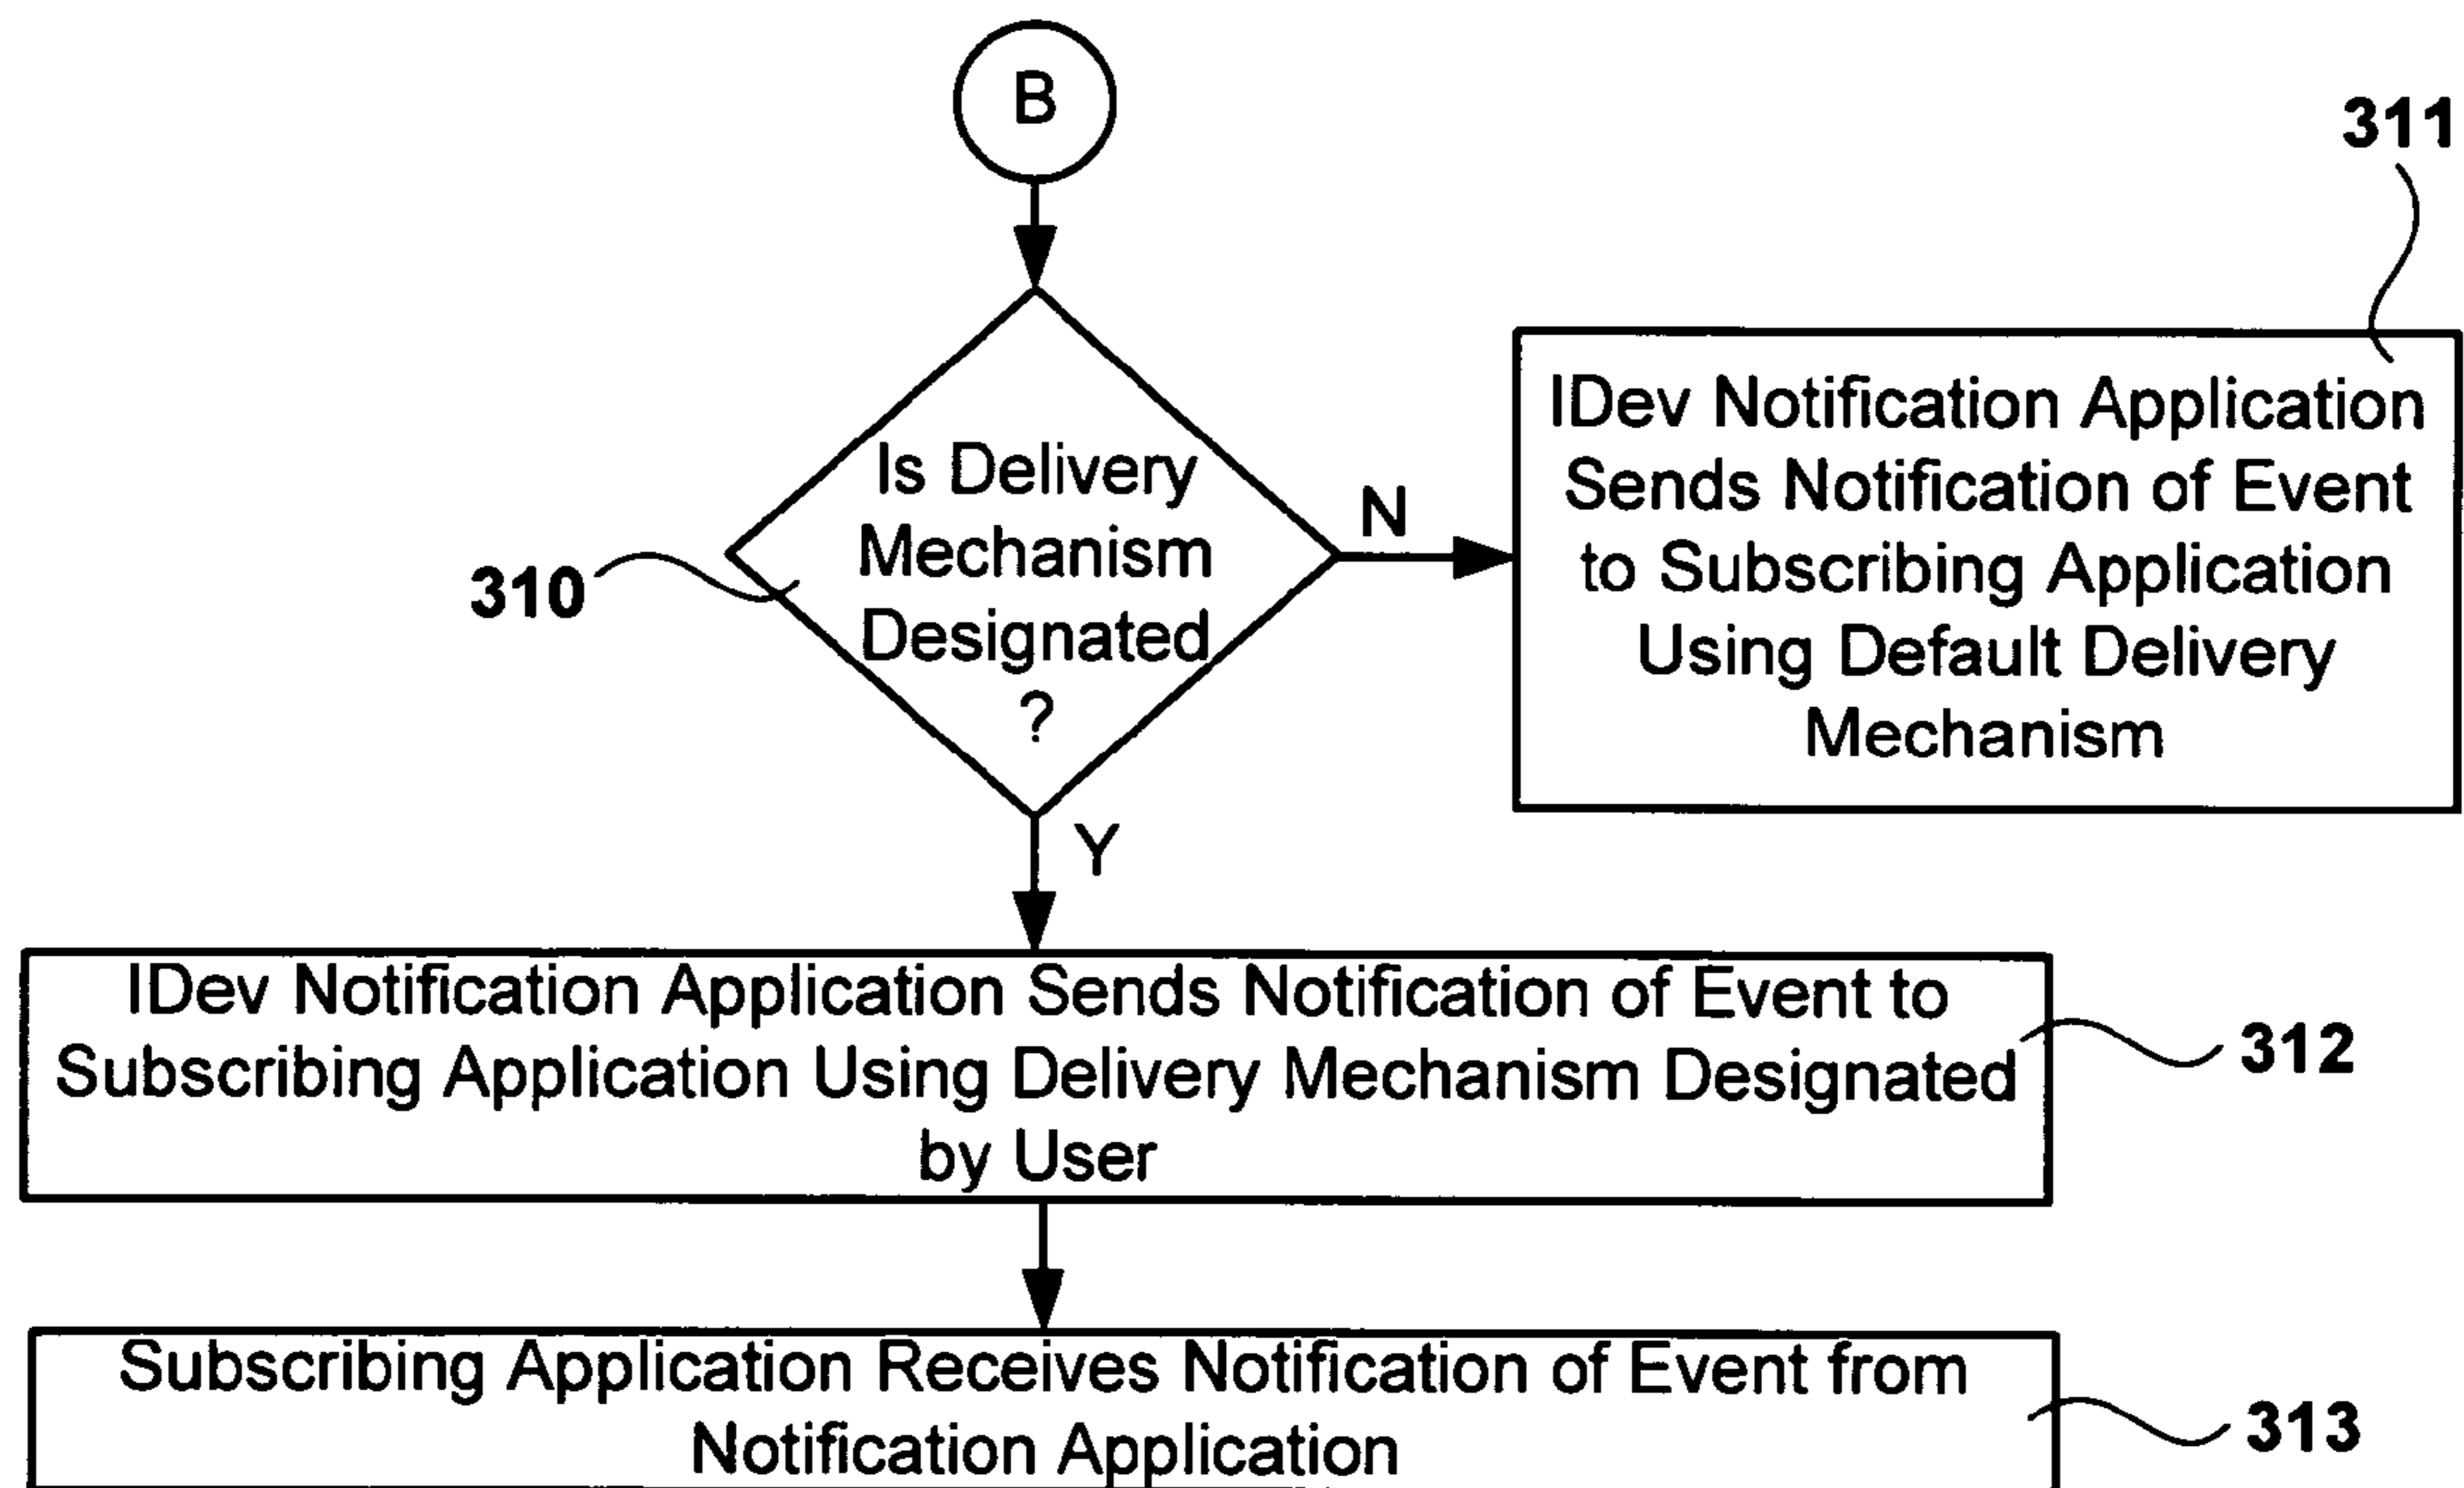 B
311
Is Delivery
Mechanism
Designated
?
310
N
IDev Notification Application
Sends Notification of Event
to Subscribing Application
Using Default Delivery
Mechanism
Y
IDev Notification Application Sends Notification of Event to
Subscribing Application Using Delivery Mechanism Designated
by User
312
Subscribing Application Receives Notification of Event from
Notification Application
313